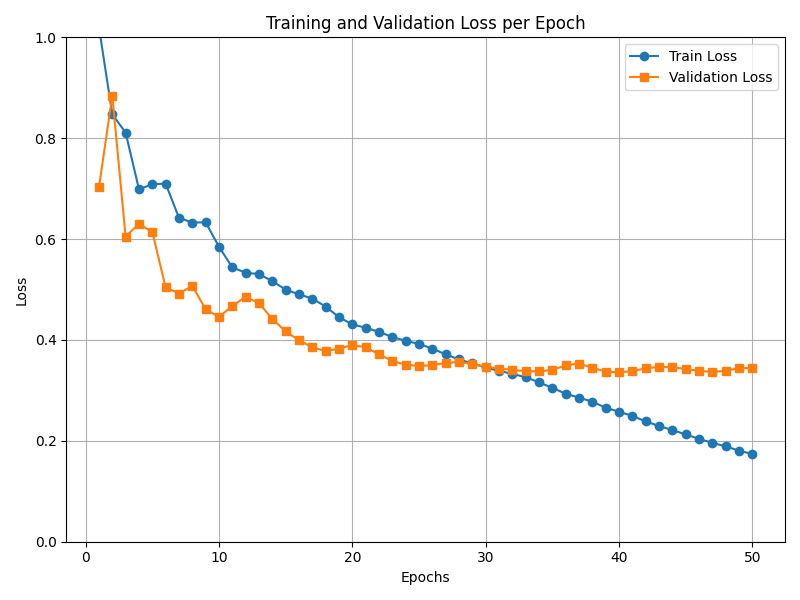 Training and Validation Loss per Epoch
Train Loss
Validation Loss
Loss
1.0
0.8
0.6
0.4
0.2
0.0
0 10 20 30 40 50
Epochs